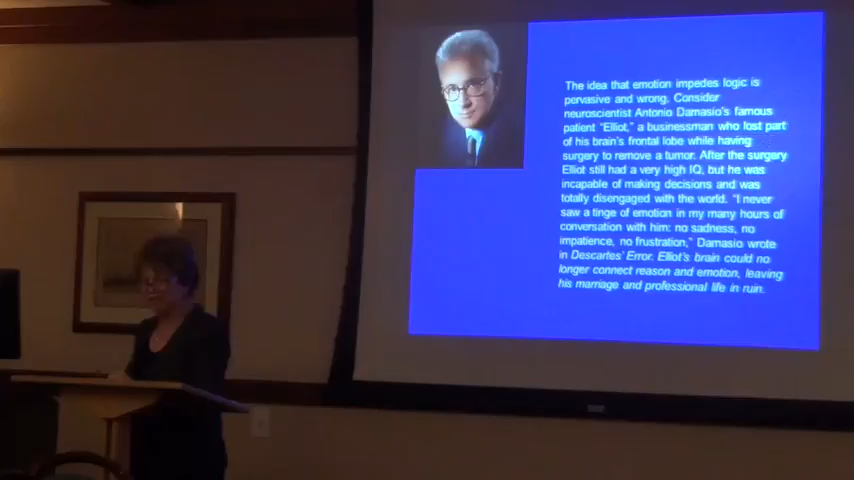 The idea that emotion impedes logic is
pervasive and wrong. Consider
neuroscientist Antonio Damasio's famous
patient "Elliot," a businessman who lost part
of his brain's frontal lobe while having
surgery to remove a tumor. After the surgery
Elliot still had a very high IQ, but he was
incapable of making decisions and was
totally disengaged with the world. "I never
saw a tinge of emotion in my many hours of
conversation with him: no sadness, no
impatience, no frustration," Damasio wrote
in Descartes' Error. Elliot's brain could no
longer connect reason and emotion, leaving
his marriage and professional life in ruin.